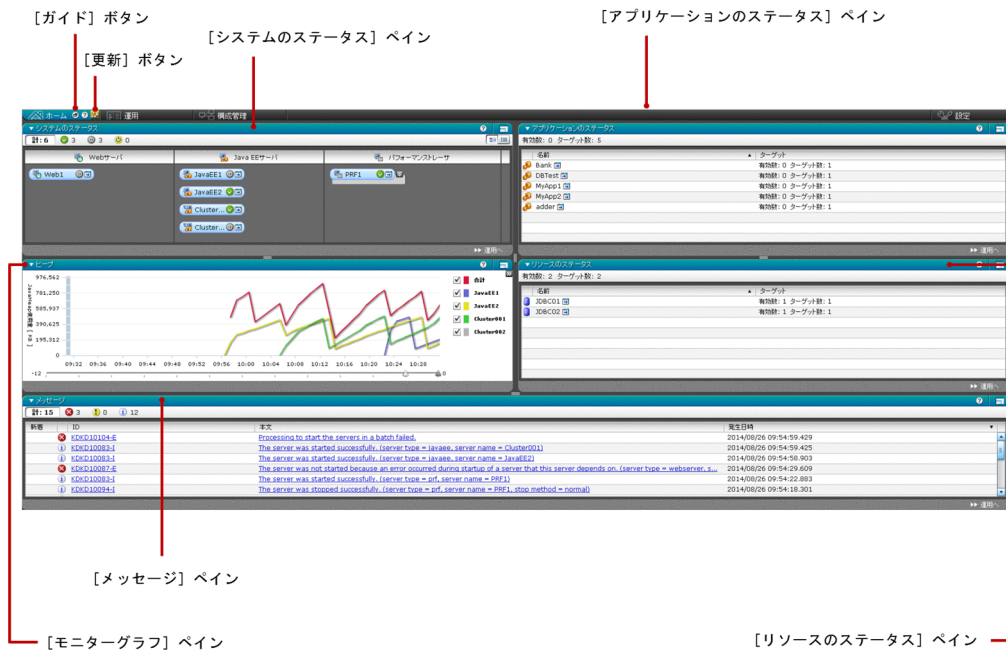 [ガイド] ボタン
[アプリケーションのステータス] ペイン
[システムのステータス] ペイン
[更新] ボタン
ホーム
運用
構成管理
設定
システムのステータス
計: 6 3 3 0
Webサーバ
Java EEサーバ
パフォーマンストレーサ
Web1
JavaEE1
PRF1
JavaEE2
Cluster...
Cluster...
運用へ
アプリケーションのステータス
有効数: 0 ターゲット数: 5
名前 ターゲット
Bank 有効数: 0 ターゲット数: 1
DBTest 有効数: 0 ターゲット数: 1
MyApp1 有効数: 0 ターゲット数: 1
MyApp2 有効数: 0 ターゲット数: 1
adder 有効数: 0 ターゲット数: 1
運用へ
ヒープ
976,562
781,250
585,937
390,625
195,312
0
09:32 09:36 09:40 09:44 09:48 09:52 09:56 10:00 10:04 10:08 10:12 10:16 10:20 10:24 10:28
-12 0
合計
JavaEE1
JavaEE2
Cluster001
Cluster002
リソースのステータス
有効数: 2 ターゲット数: 2
名前 ターゲット
JDBC01 有効数: 1 ターゲット数: 1
JDBC02 有効数: 1 ターゲット数: 1
運用へ
メッセージ
計: 15 3 0 12
新着 ID 本文 発生日時
KDKD10104-E Processing to start the servers in a batch failed. 2014/08/26 09:54:59.429
KDKD10083-I The server was started successfully. (server type = javaee, server name = Cluster001) 2014/08/26 09:54:59.425
KDKD10083-I The server was started successfully. (server type = javaee, server name = JavaEE2) 2014/08/26 09:54:58.903
KDKD10087-E The server was not started because an error occurred during startup of a server that this server depends on. (server type = webserver, s... 2014/08/26 09:54:29.609
KDKD10083-I The server was started successfully. (server type = prf, server name = PRF1) 2014/08/26 09:54:22.883
KDKD10094-I The server was stopped successfully. (server type = prf, server name = PRF1, stop method = normal) 2014/08/26 09:54:18.301
運用へ
[メッセージ] ペイン
[モニターグラフ] ペイン
[リソースのステータス] ペイン